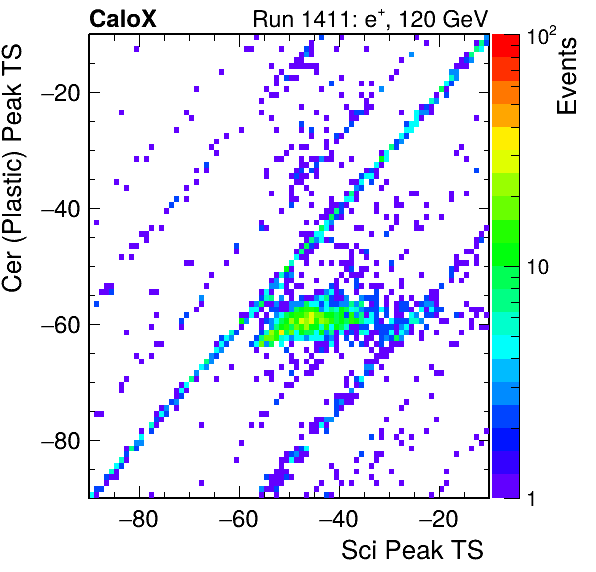 CaloX Run 1411: e⁺, 120 GeV
10²
Events
Cer (Plastic) Peak TS
−20
−40
10
−60
−80
1
−80 −60 −40 −20
Sci Peak TS